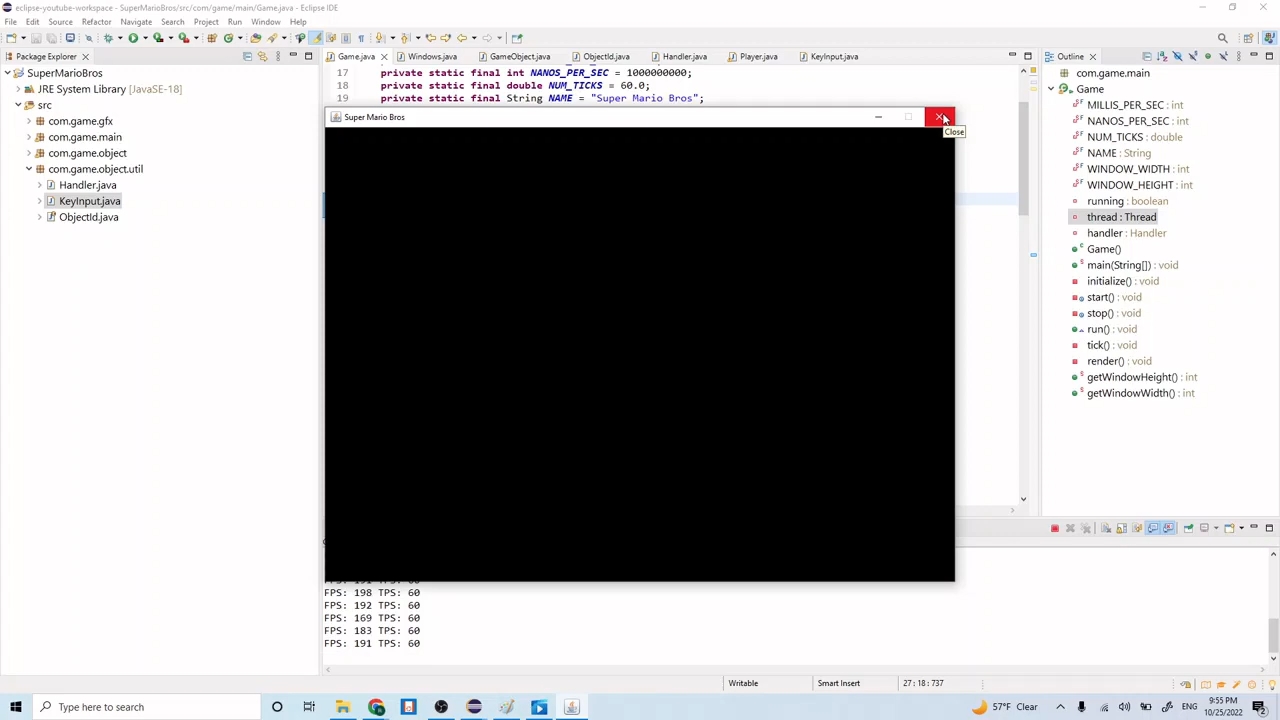 eclipse-youtube-workspace - SuperMarioBros/src/com/game/main/Game.java - Eclipse IDE
File Edit Source Refactor Navigate Search Project Run Window Help
Package Explorer
Game.java Windows.java GameObject.java ObjectId.java Handler.java Player.java KeyInput.java
Outline
SuperMarioBros
JRE System Library [JavaSE-18]
src
com.game.gfx
com.game.main
com.game.object
com.game.object.util
Handler.java
KeyInput.java
ObjectId.java
17 private static final int NANOS_PER_SEC = 1000000000;
18 private static final double NUM_TICKS = 60.0;
19 private static final String NAME = "Super Mario Bros";
Super Mario Bros
Close
com.game.main
Game
MILLIS_PER_SEC : int
NANOS_PER_SEC : int
NUM_TICKS : double
NAME : String
WINDOW_WIDTH : int
WINDOW_HEIGHT : int
running : boolean
thread : Thread
handler : Handler
Game()
main(String[]) : void
initialize() : void
start() : void
stop() : void
run() : void
tick() : void
render() : void
getWindowHeight() : int
getWindowWidth() : int
FPS: 191 TPS: 60
FPS: 198 TPS: 60
FPS: 192 TPS: 60
FPS: 169 TPS: 60
FPS: 183 TPS: 60
FPS: 191 TPS: 60
Writable Smart Insert 27 : 18 : 737
Type here to search
57°F Clear
ENG
9:55 PM
10/25/2022